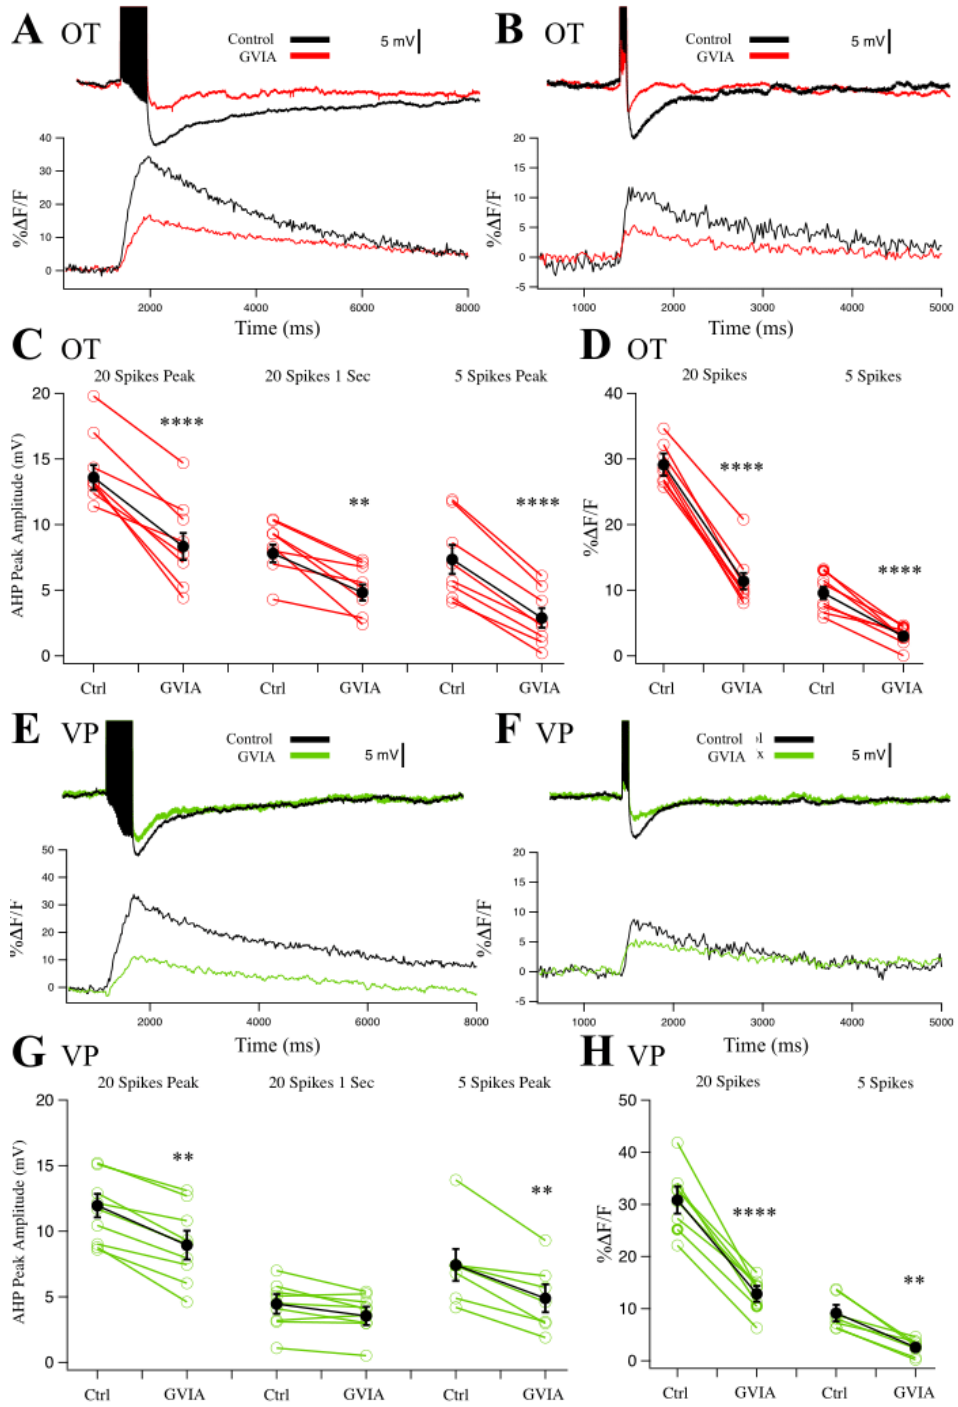 A OT
Control
GVIA
5 mV
40
30
20
10
0
%ΔF/F
2000 4000 6000 8000
Time (ms)
B OT
Control
GVIA
5 mV
20
15
10
5
0
-5
%ΔF/F
1000 2000 3000 4000 5000
Time (ms)
C OT
20 Spikes Peak 20 Spikes 1 Sec 5 Spikes Peak
20
15
10
5
0
AHP Peak Amplitude (mV)
**** ** ****
Ctrl GVIA Ctrl GVIA Ctrl GVIA
D OT
20 Spikes 5 Spikes
40
30
20
10
0
%ΔF/F
**** ****
Ctrl GVIA Ctrl GVIA
E VP
Control
GVIA
5 mV
50
40
30
20
10
0
%ΔF/F
2000 4000 6000 8000
Time (ms)
F VP
Control ol
GVIA x
5 mV
20
15
10
5
0
-5
%ΔF/F
1000 2000 3000 4000 5000
Time (ms)
G VP
20 Spikes Peak 20 Spikes 1 Sec 5 Spikes Peak
20
15
10
5
0
AHP Peak Amplitude (mV)
** **
Ctrl GVIA Ctrl GVIA Ctrl GVIA
H VP
20 Spikes 5 Spikes
50
40
30
20
10
0
%ΔF/F
**** **
Ctrl GVIA Ctrl GVIA